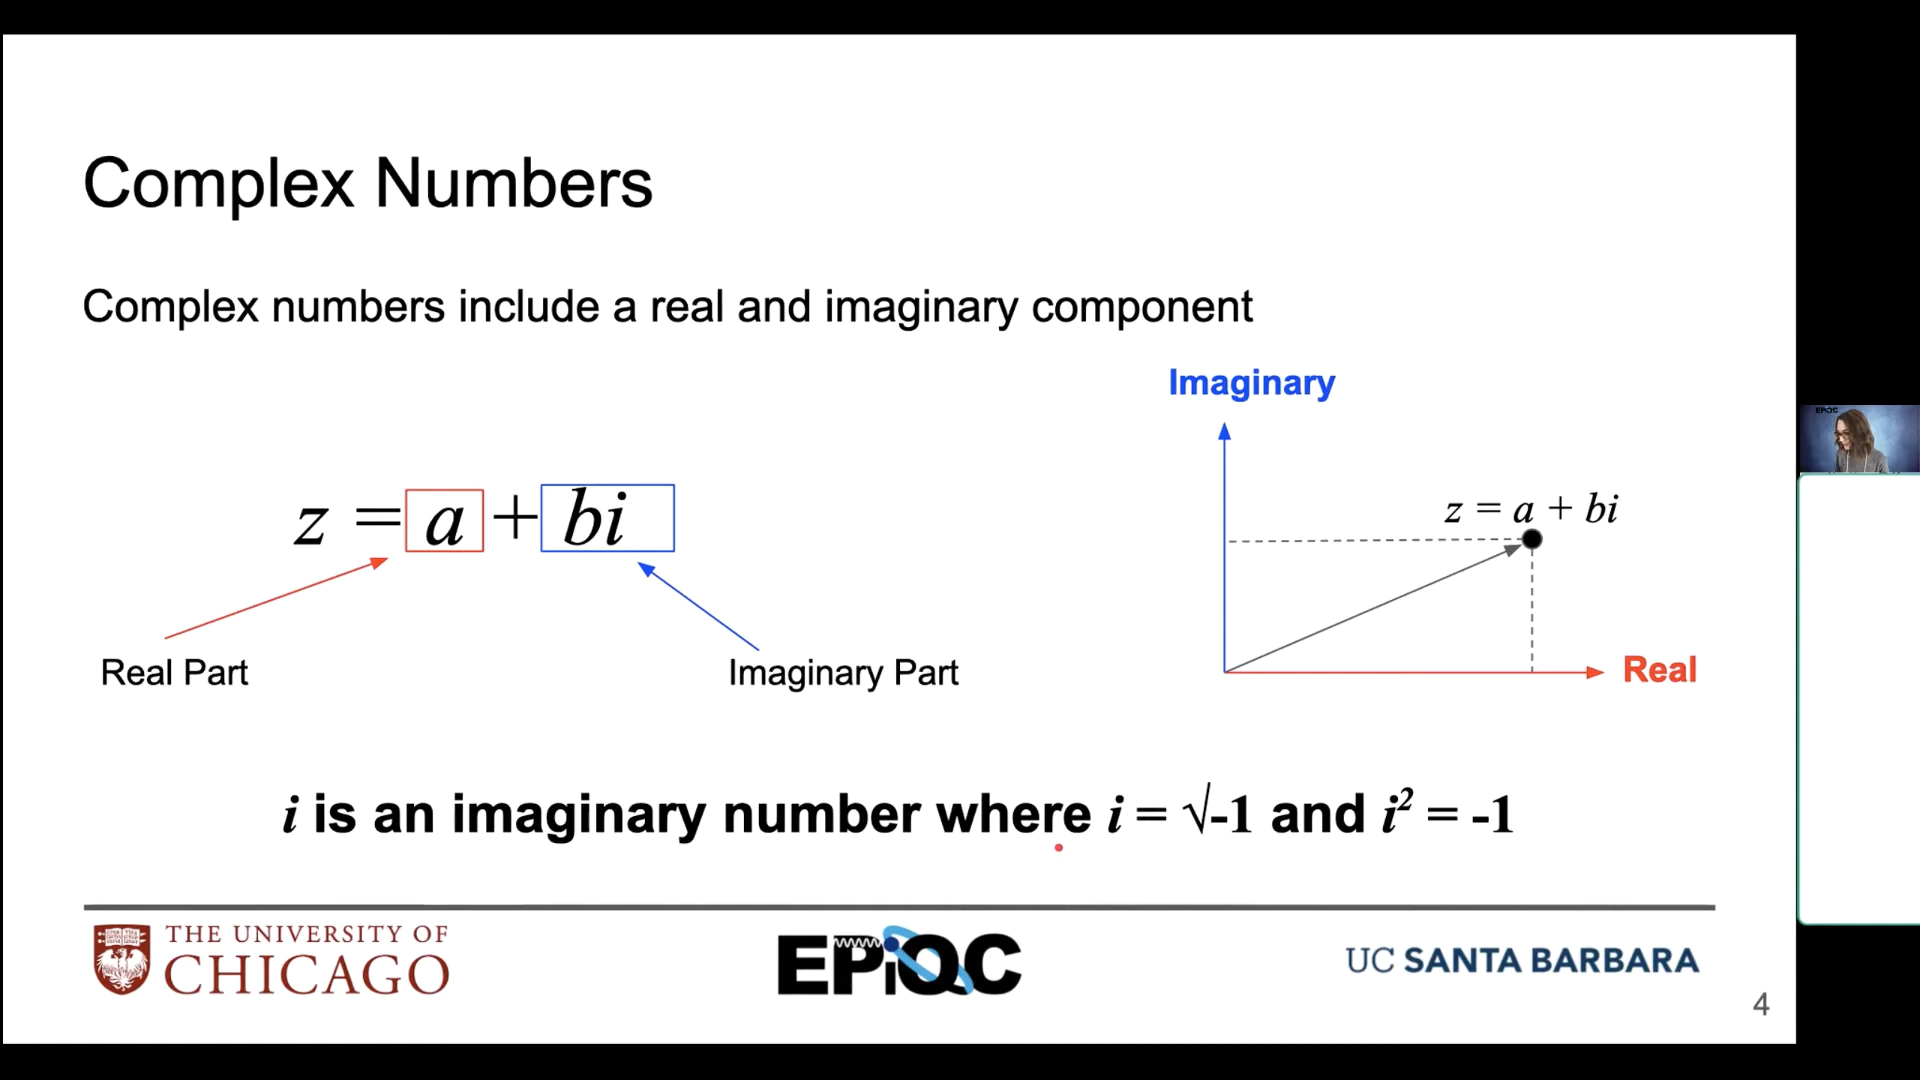 Complex Numbers
Complex numbers include a real and imaginary component
Imaginary
z = a + bi
z = a + bi
Real
Real Part
Imaginary Part
i is an imaginary number where i = √-1 and i² = -1
THE UNIVERSITY OF
CHICAGO
EPiQC
UC SANTA BARBARA
4
EPiQC